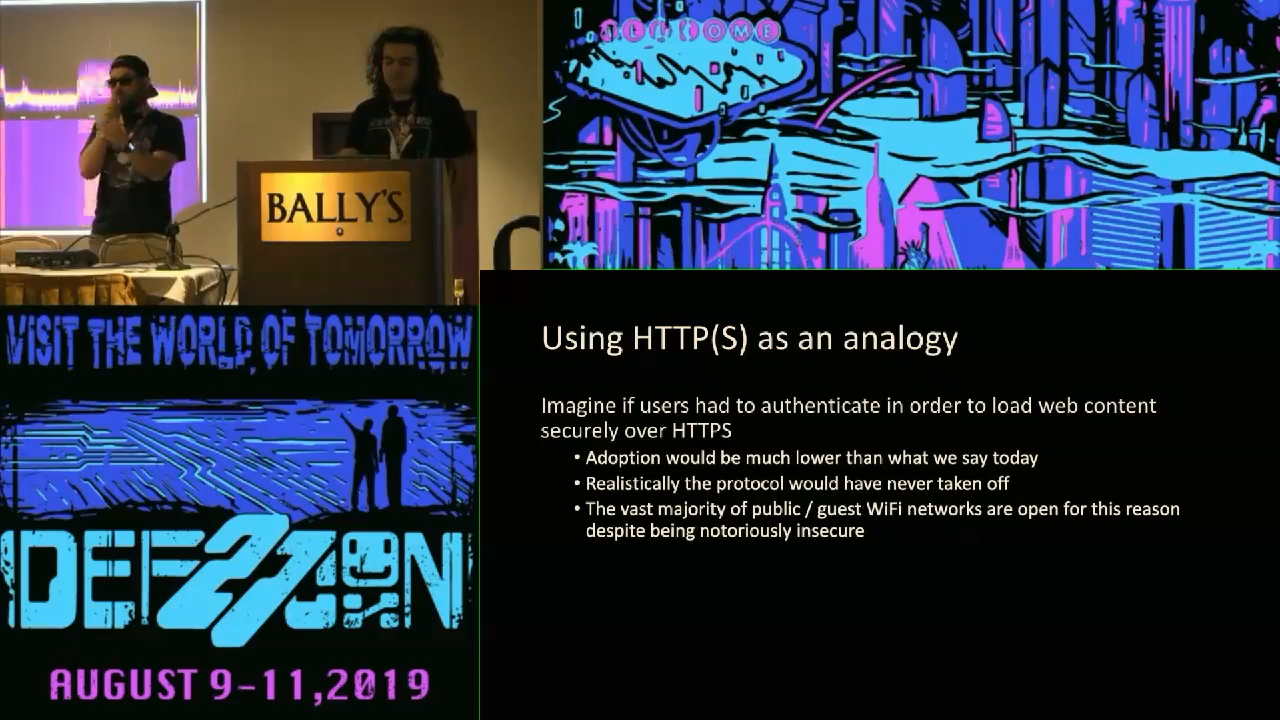 WELCOME
BALLY'S
VISIT THE WORLD OF TOMORROW
Using HTTP(S) as an analogy
Imagine if users had to authenticate in order to load web content
securely over HTTPS
• Adoption would be much lower than what we say today
• Realistically the protocol would have never taken off
• The vast majority of public / guest WiFi networks are open for this reason
despite being notoriously insecure
DEF27CON
AUGUST 9-11,2019